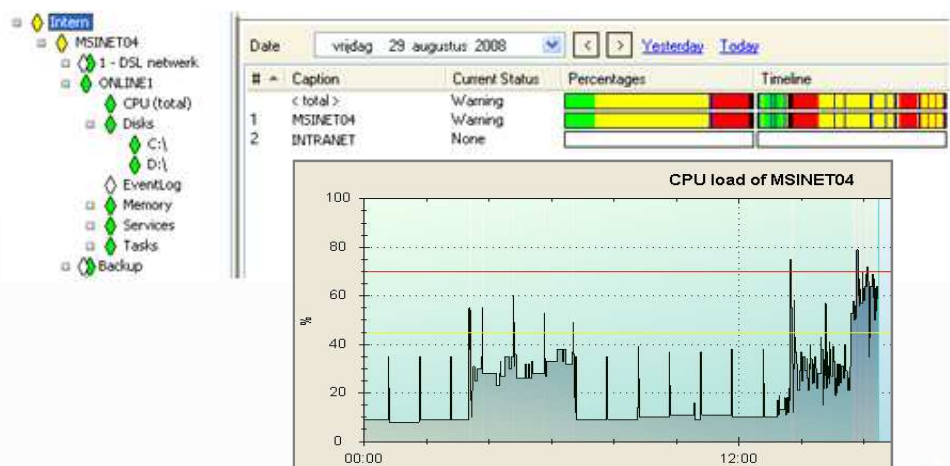 Intern
MSINET04
1 - DSL netwerk
ONLINE1
CPU (total)
Disks
C:\
D:\
EventLog
Memory
Services
Tasks
Backup
Date vrijdag 29 augustus 2008 < > Yesterday Today
# Caption Current Status Percentages Timeline
< total > Warning
1 MSINET04 Warning
2 INTRANET None
CPU load of MSINET04
100
80
60
40
20
0
%
00:00 12:00